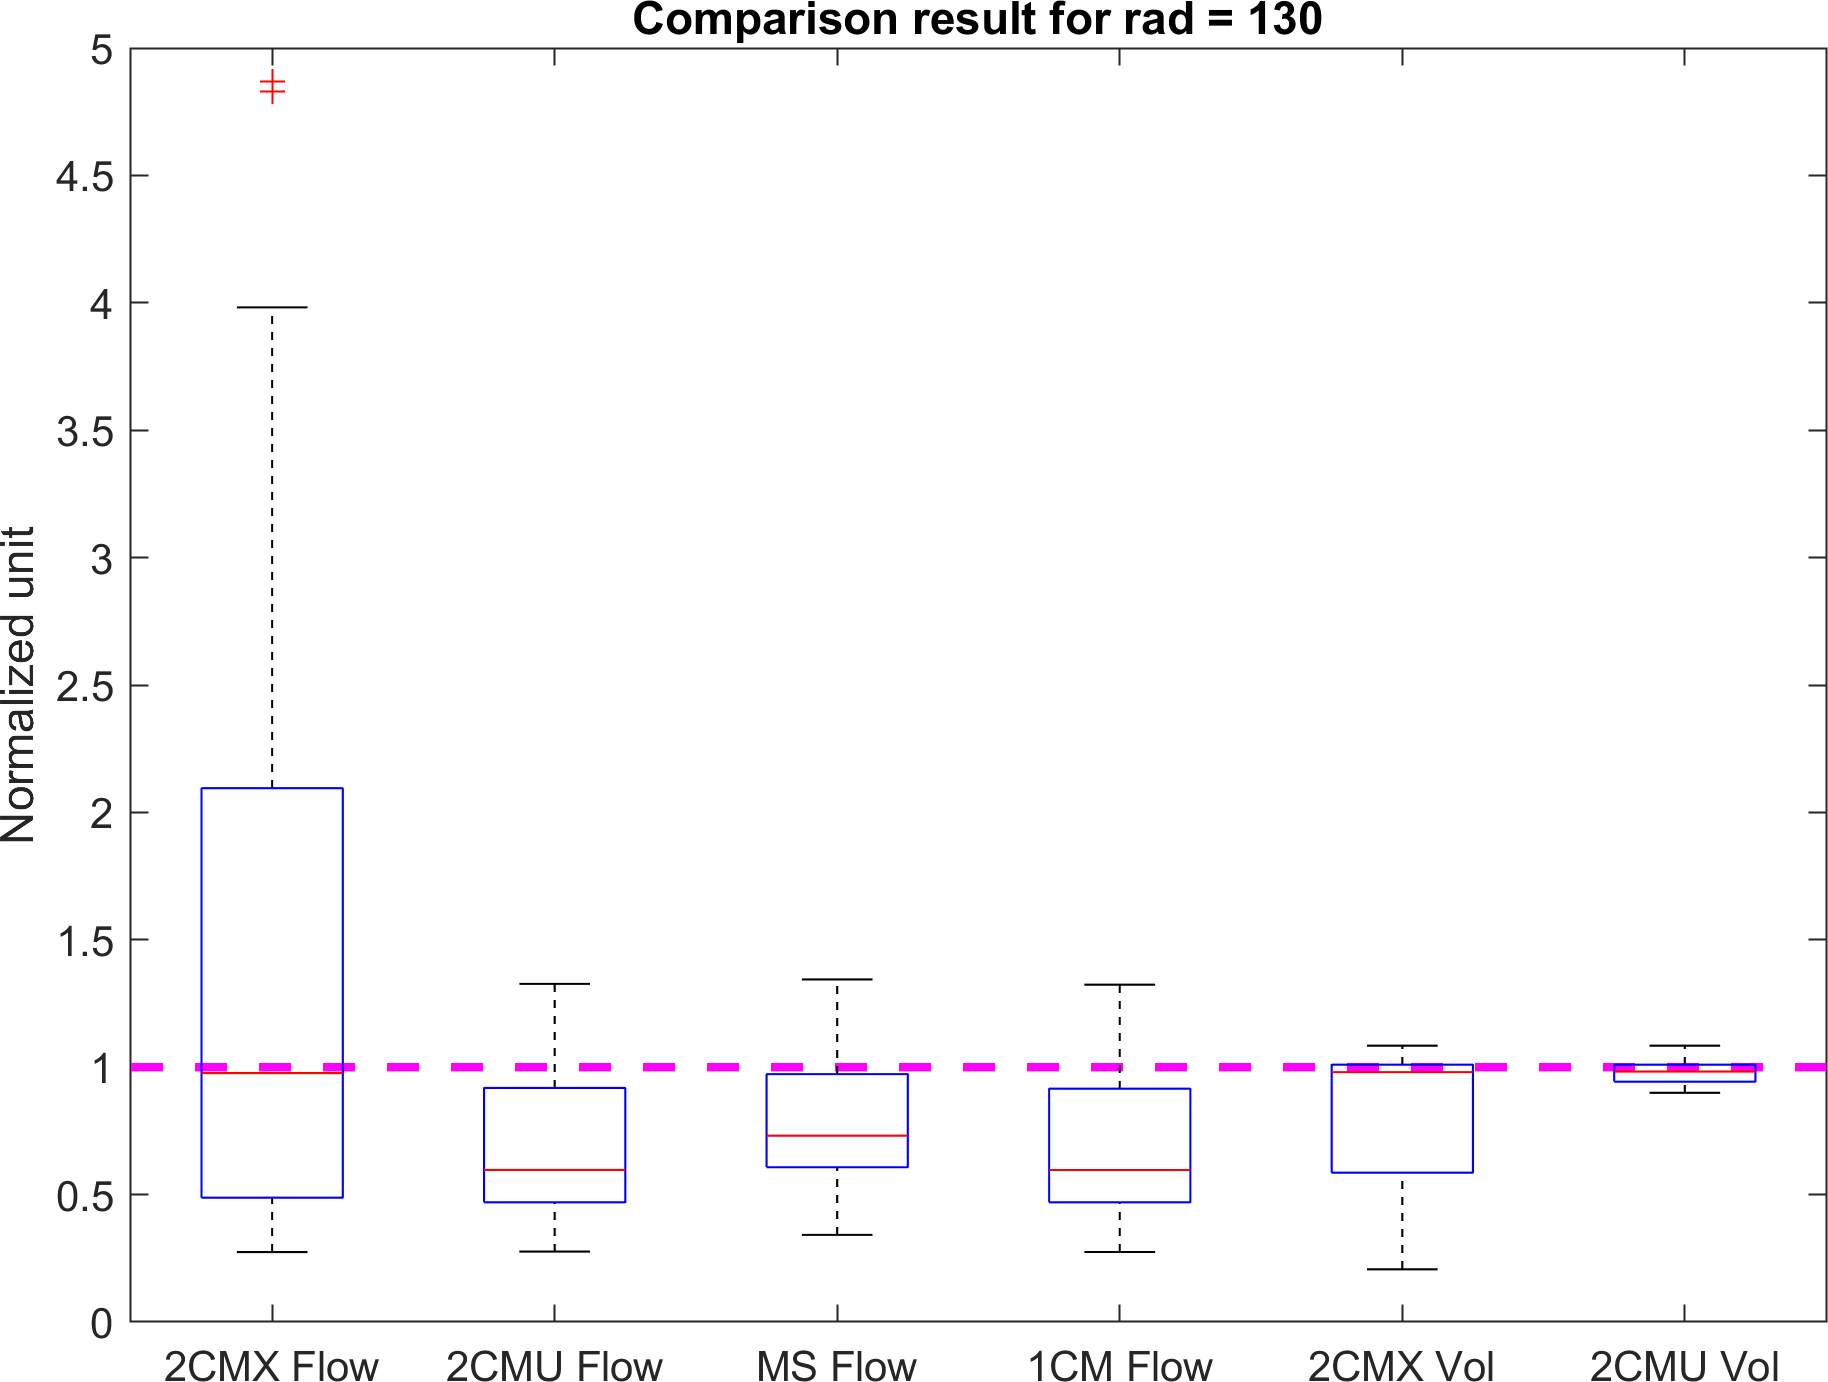 Comparison result for rad = 130
Normalized unit
5
4.5
4
3.5
3
2.5
2
1.5
1
0.5
0
2CMX Flow
2CMU Flow
MS Flow
1CM Flow
2CMX Vol
2CMU Vol